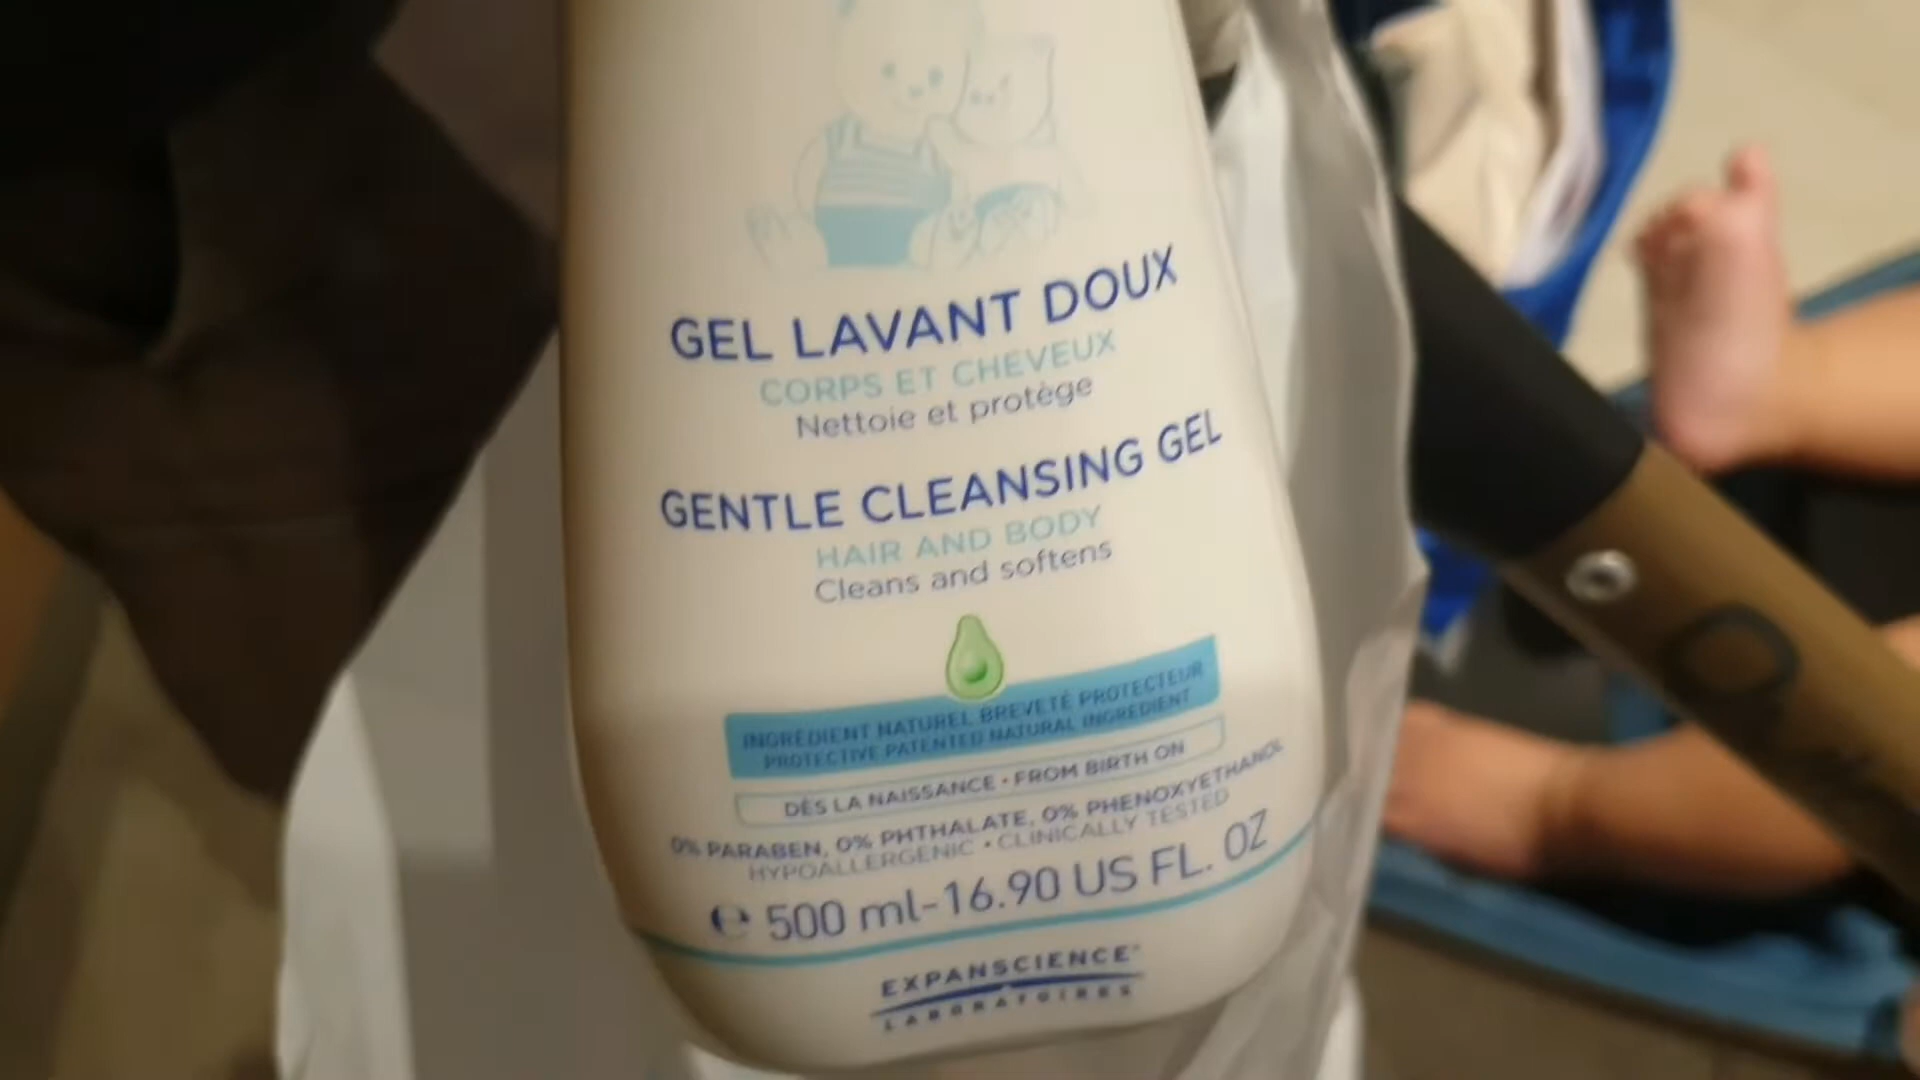 GEL LAVANT DOUX
CORPS ET CHEVEUX
Nettoie et protège
GENTLE CLEANSING GEL
HAIR AND BODY
Cleans and softens
INGRÉDIENT NATUREL BREVETÉ PROTECTEUR
PROTECTIVE PATENTED NATURAL INGREDIENT
DÈS LA NAISSANCE • FROM BIRTH ON
0% PARABEN, 0% PHTHALATE, 0% PHENOXYETHANOL
HYPOALLERGENIC • CLINICALLY TESTED
℮ 500 ml-16.90 US FL. OZ
EXPANSCIENCE
LABORATOIRES